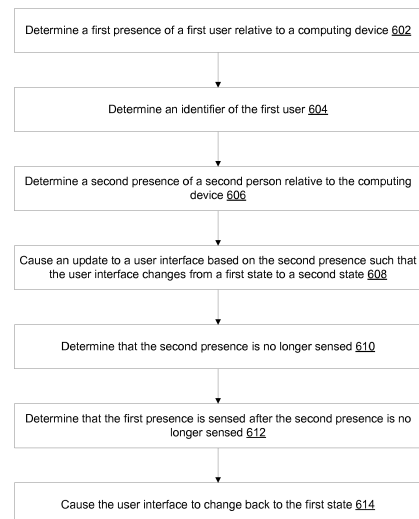 Determine a first presence of a first user relative to a computing device 602
Determine an identifier of the first user 604
Determine a second presence of a second person relative to the computing
device 606
Cause an update to a user interface based on the second presence such that
the user interface changes from a first state to a second state 608
Determine that the second presence is no longer sensed 610
Determine that the first presence is sensed after the second presence is no
longer sensed 612
Cause the user interface to change back to the first state 614